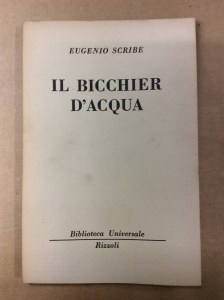 EUGENIO SCRIBE
IL BICCHIER
D'ACQUA
Biblioteca Universale
Rizzoli